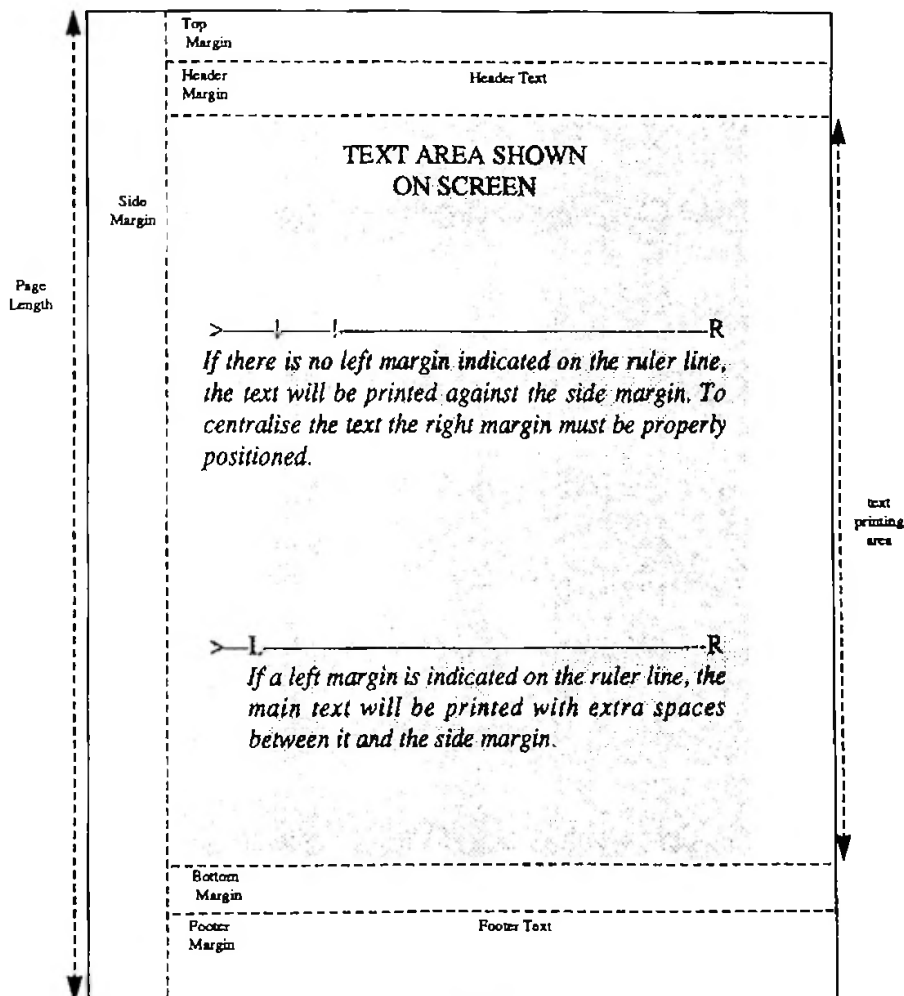 Top
Margin
Header
Margin
Header Text
TEXT AREA SHOWN
ON SCREEN
Side
Margin
Page
Length
>——!——!——————————R
If there is no left margin indicated on the ruler line,
the text will be printed against the side margin. To
centralise the text the right margin must be properly
positioned.
text
printing
area
>—L——————————R
If a left margin is indicated on the ruler line, the
main text will be printed with extra spaces
between it and the side margin.
Bottom
Margin
Footer
Margin
Footer Text